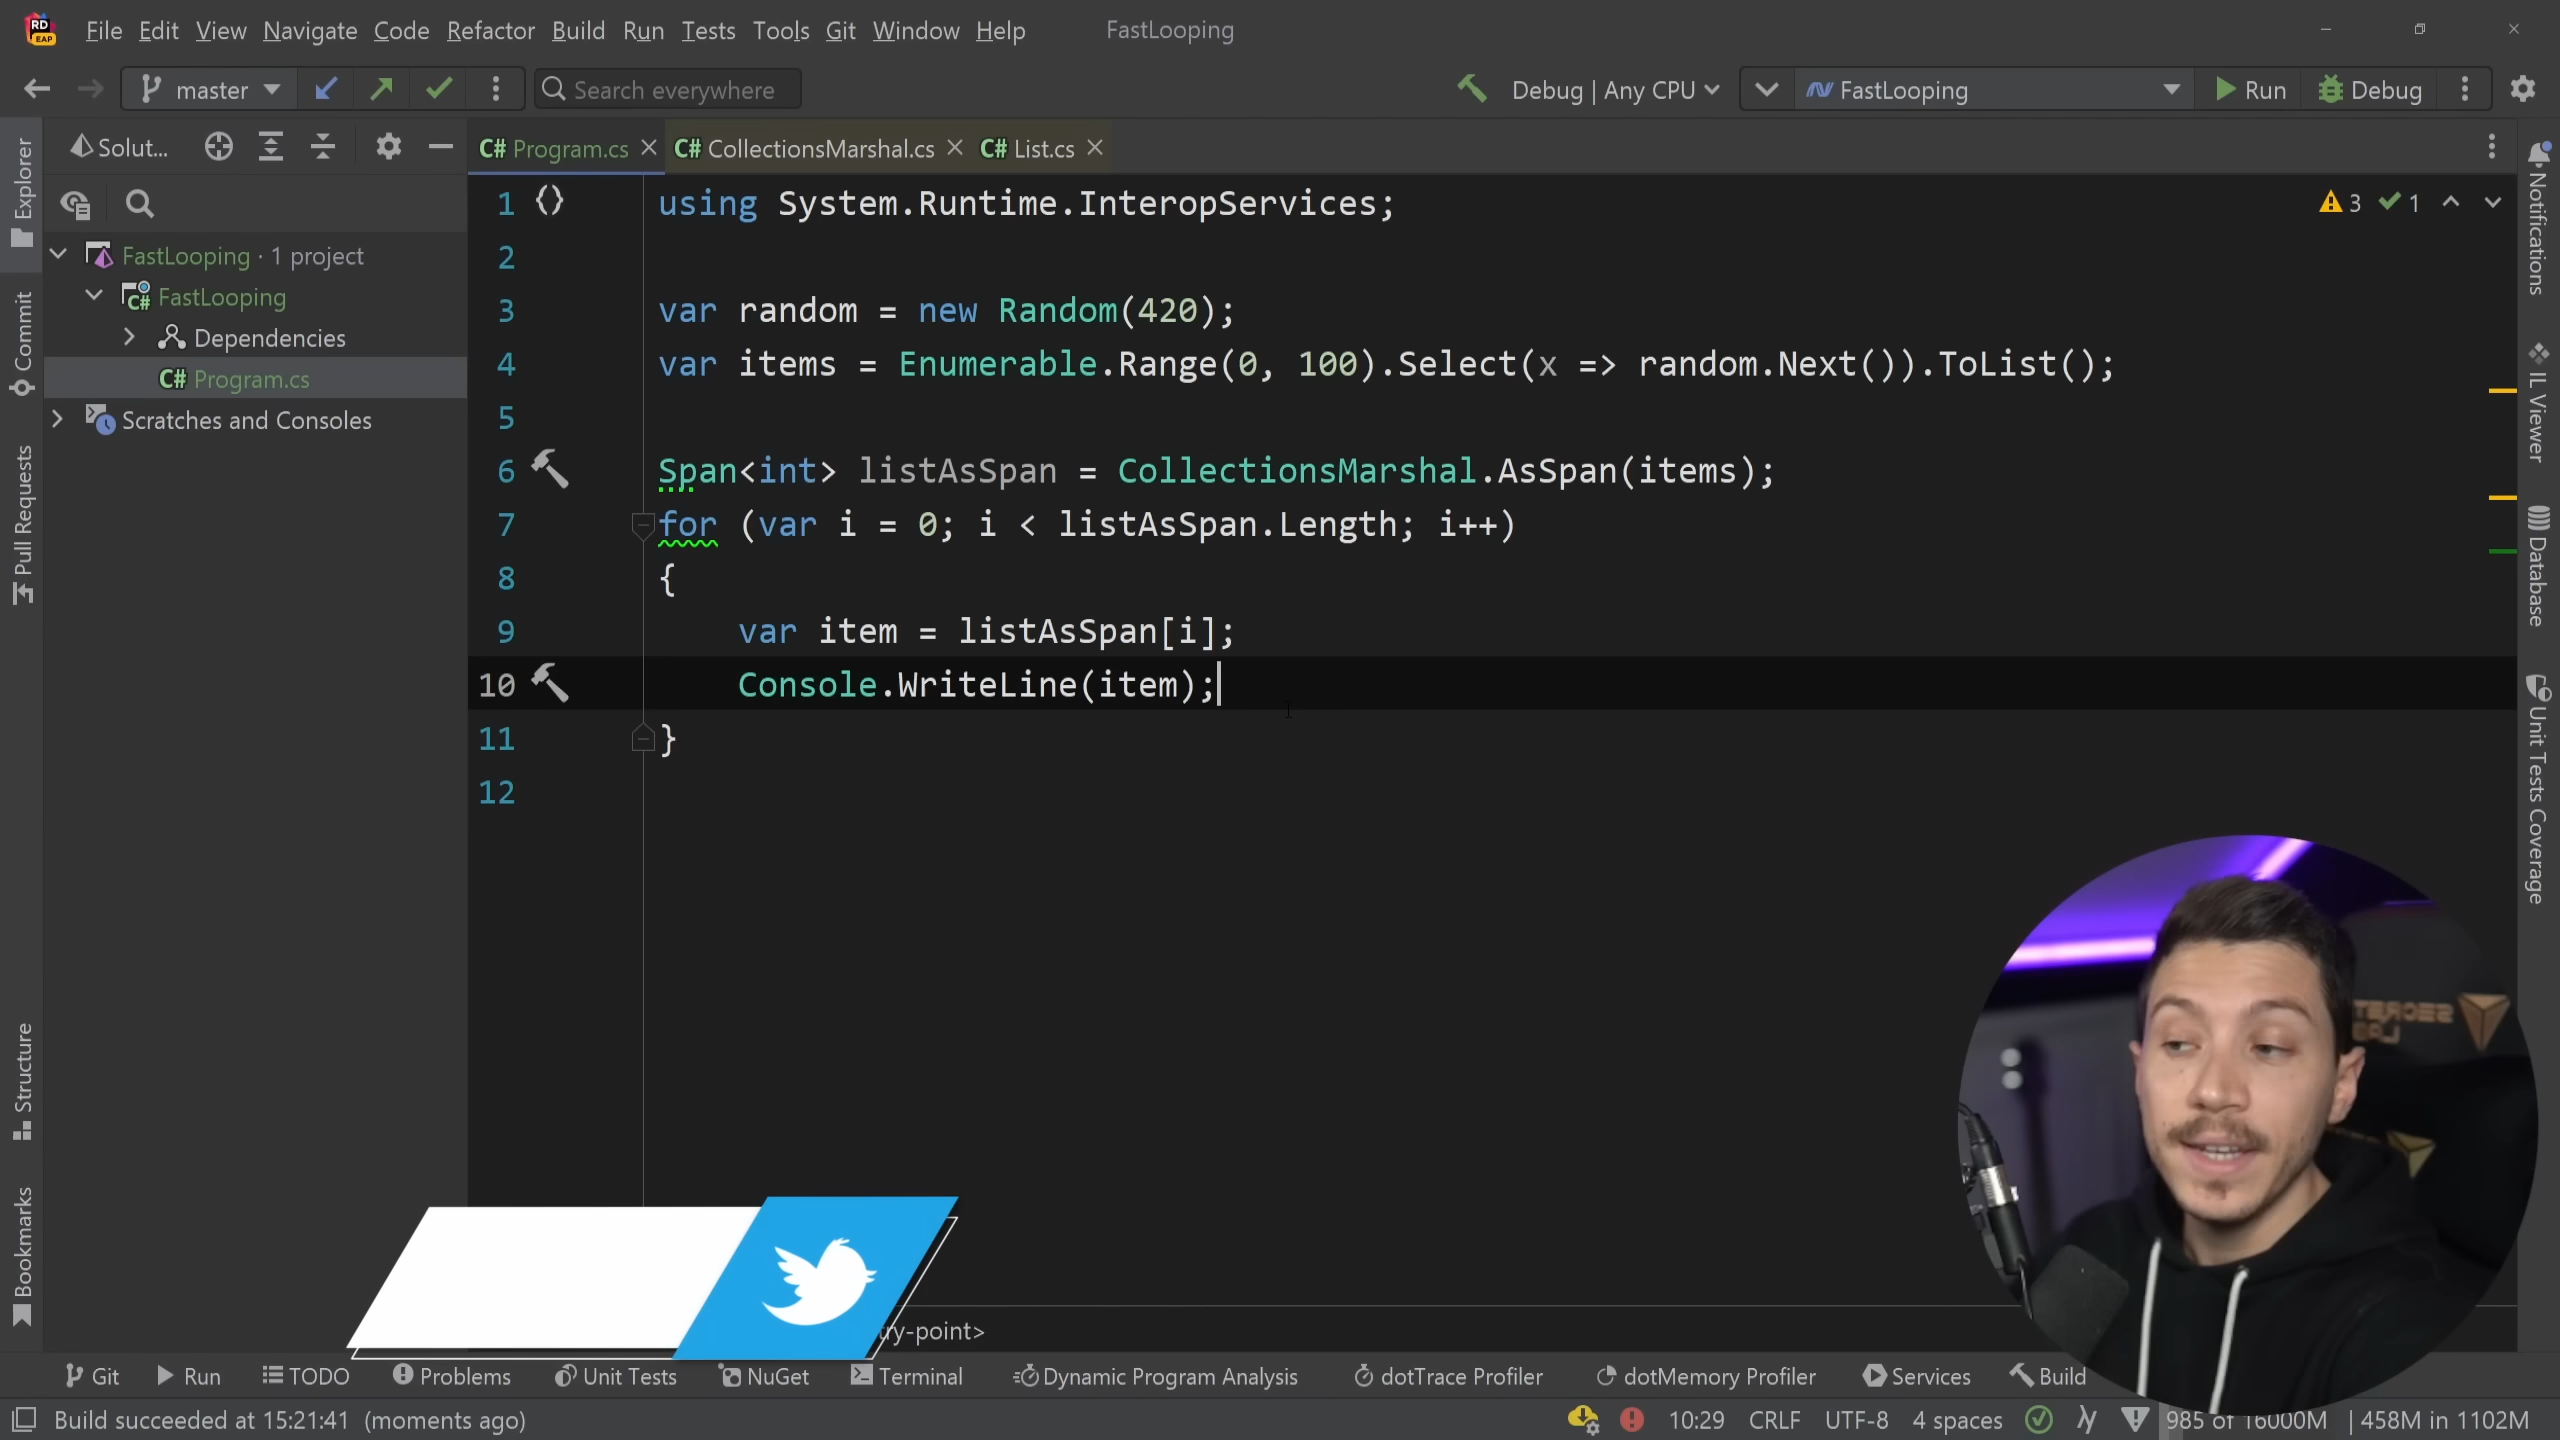 File Edit View Navigate Code Refactor Build Run Tests Tools Git Window Help FastLooping
master Search everywhere Debug | Any CPU FastLooping Run Debug
Explorer
Commit
Pull Requests
Structure
Bookmarks
Solut...
FastLooping · 1 project
FastLooping
Dependencies
C# Program.cs
Scratches and Consoles
C# Program.cs C# CollectionsMarshal.cs C# List.cs
3 1
1 using System.Runtime.InteropServices;
2
3 var random = new Random(420);
4 var items = Enumerable.Range(0, 100).Select(x => random.Next()).ToList();
5
6 Span<int> listAsSpan = CollectionsMarshal.AsSpan(items);
7 for (var i = 0; i < listAsSpan.Length; i++)
8 {
9 var item = listAsSpan[i];
10 Console.WriteLine(item);
11 }
12
Notifications
IL Viewer
Database
Unit Tests Coverage
SECRET
LAB
ry-point>
Git Run TODO Problems Unit Tests NuGet Terminal Dynamic Program Analysis dotTrace Profiler dotMemory Profiler Services Build
Build succeeded at 15:21:41 (moments ago) 10:29 CRLF UTF-8 4 spaces 985 of 16000M | 458M in 1102M